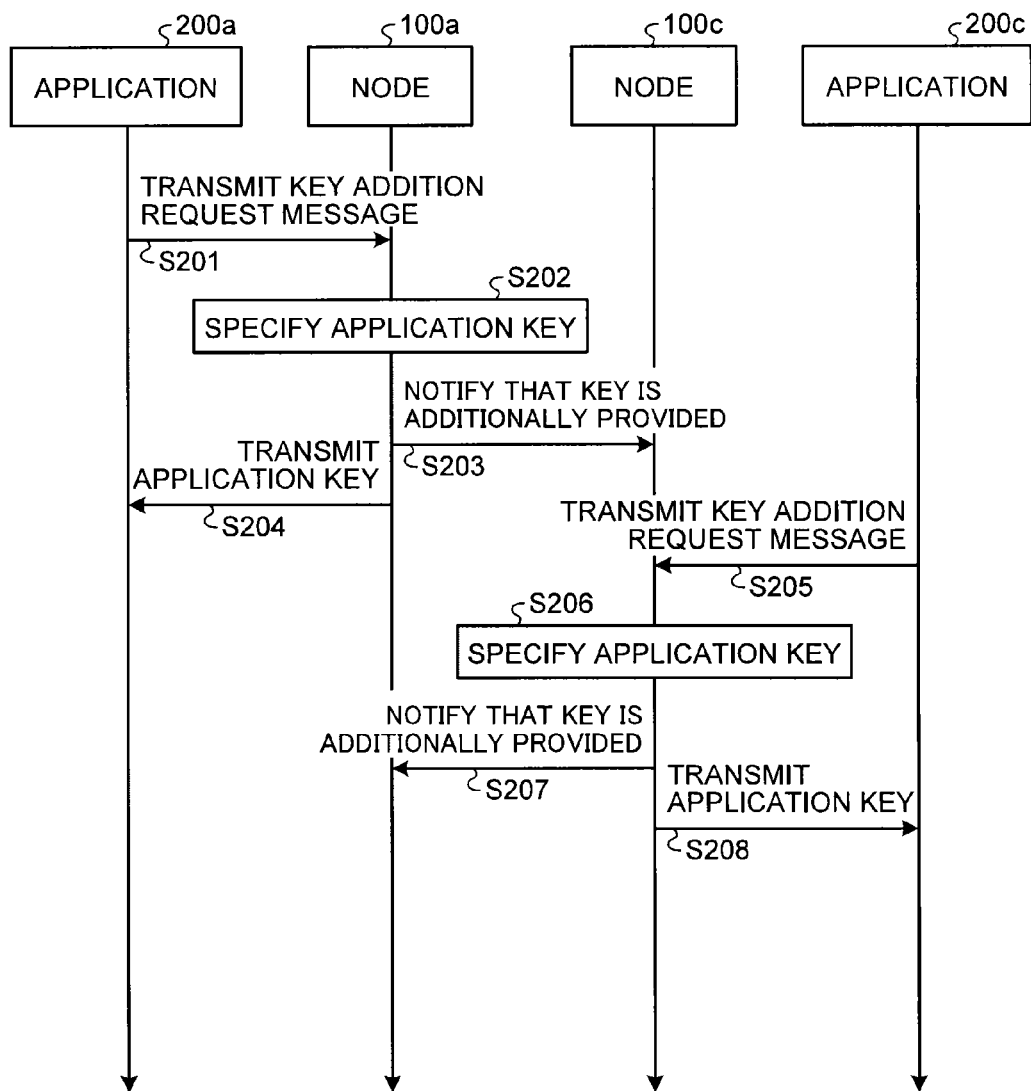 200a
100a
100c
200c
APPLICATION
NODE
NODE
APPLICATION
TRANSMIT KEY ADDITION
REQUEST MESSAGE
S201
S202
SPECIFY APPLICATION KEY
NOTIFY THAT KEY IS
ADDITIONALLY PROVIDED
S203
TRANSMIT
APPLICATION KEY
S204
TRANSMIT KEY ADDITION
REQUEST MESSAGE
S205
S206
SPECIFY APPLICATION KEY
NOTIFY THAT KEY IS
ADDITIONALLY PROVIDED
S207
TRANSMIT
APPLICATION KEY
S208